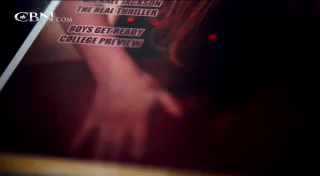 CBN.COM
THE REAL THRILLER
BOYS GET READY
COLLEGE PREVIEW